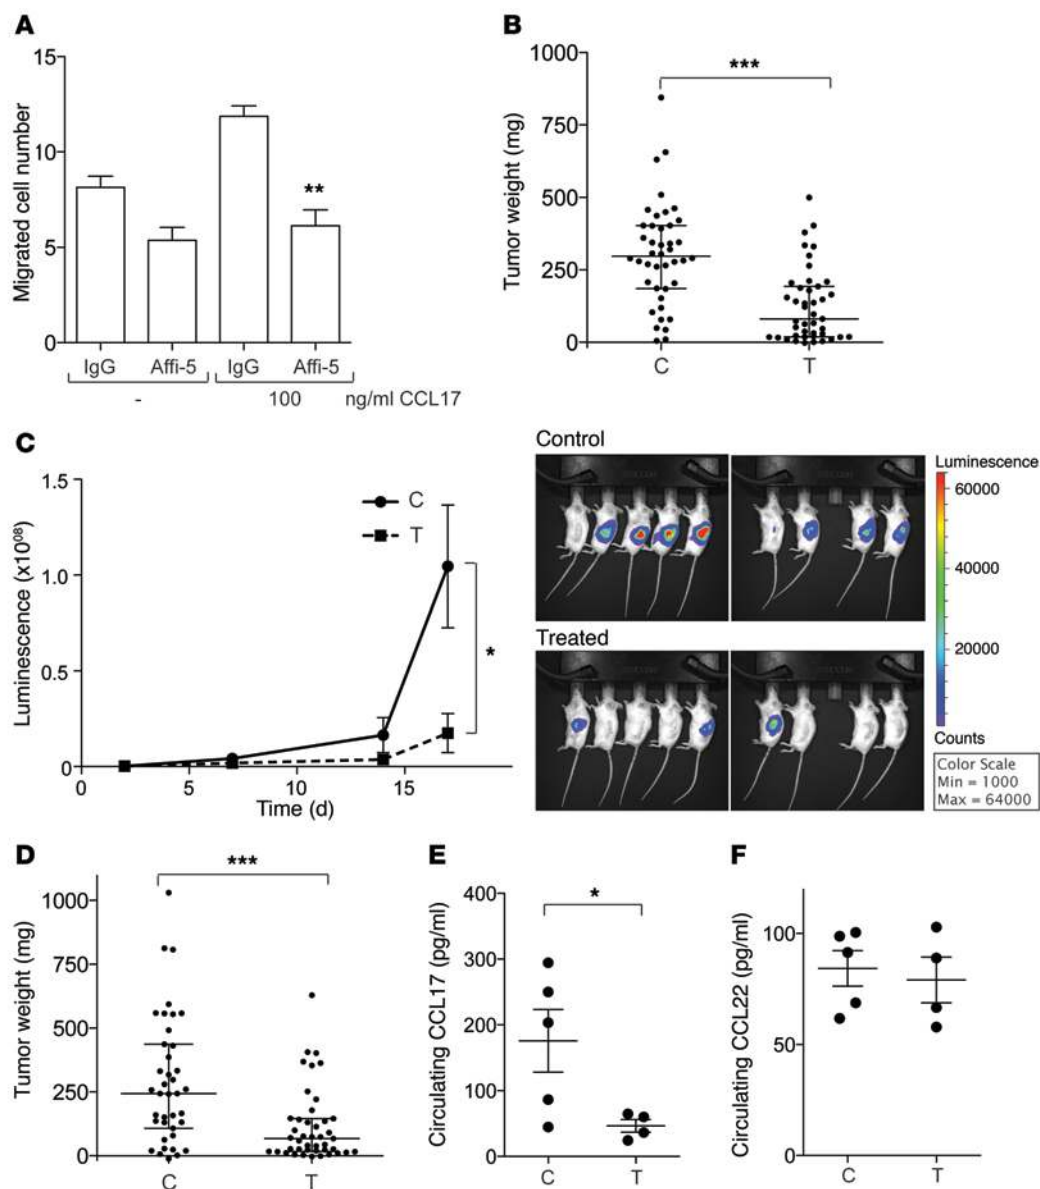 A
Migrated cell number
15
10
5
0
IgG
Affi-5
IgG
Affi-5
**
-
100
ng/ml CCL17
B
Tumor weight (mg)
1000
750
500
250
0
***
C
T
C
Luminescence (x10⁰⁸)
1.5
1.0
0.5
0
0
5
10
15
Time (d)
C
T
*
Control
Treated
Luminescence
60000
40000
20000
Counts
Color Scale
Min = 1000
Max = 64000
D
Tumor weight (mg)
1000
750
500
250
0
***
C
T
E
Circulating CCL17 (pg/ml)
400
300
200
100
0
*
C
T
F
Circulating CCL22 (pg/ml)
100
50
0
C
T